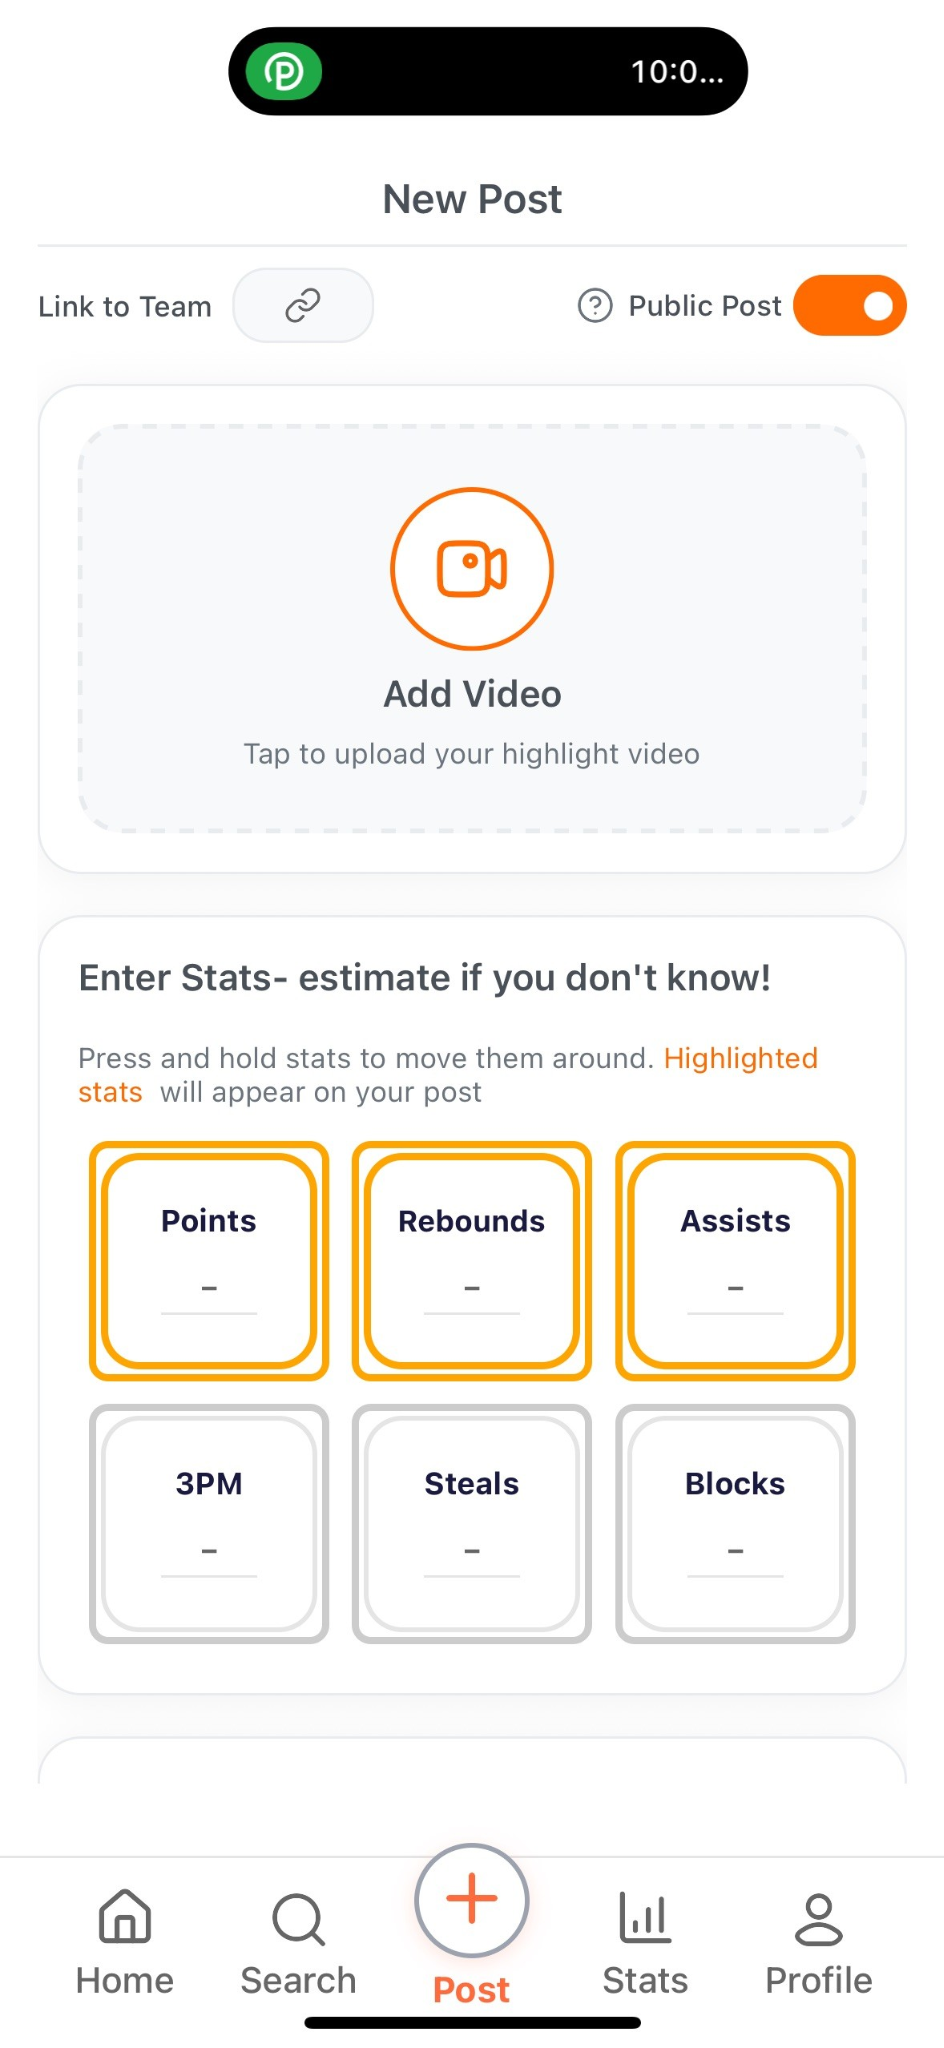 10:0...
New Post
Link to Team
Public Post
Add Video
Tap to upload your highlight video
Enter Stats- estimate if you don't know!
Press and hold stats to move them around. Highlighted
stats will appear on your post
Points
Rebounds
Assists
-
-
-
3PM
Steals
Blocks
-
-
-
Home
Search
Post
Stats
Profile